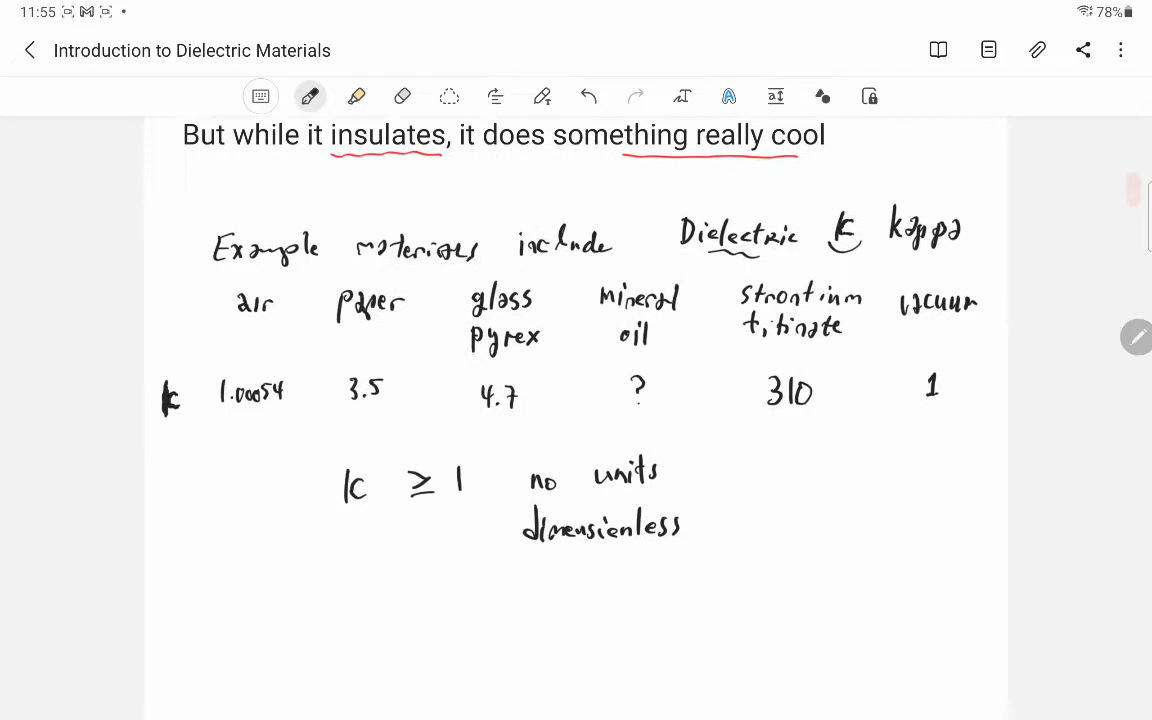 11:55 78%
Introduction to Dielectric Materials
But while it insulates, it does something really cool
Example materials include Dielectric K kappa
air paper glass mineral strontium vacuum
pyrex oil titinate
K 1.00054 3.5 4.7 ? 310 1
K ≥ 1 no units
dimensionless